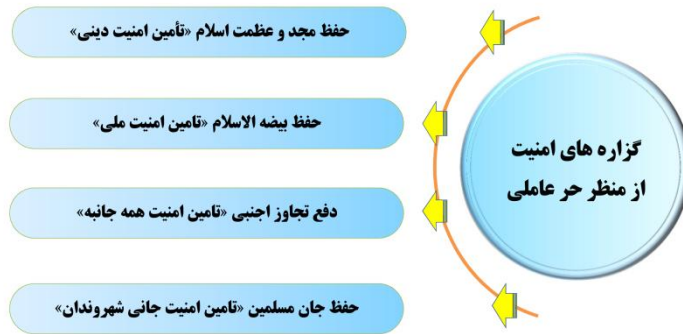 گزاره های امنیت
از منظر حر عاملی
حفظ مجد و عظمت اسلام «تأمین امنیت دینی»
حفظ بیضه الاسلام «تامین امنیت ملی»
دفع تجاوز اجنبی «تامین امنیت همه جانبه»
حفظ جان مسلمین «تامین امنیت جانی شهروندان»